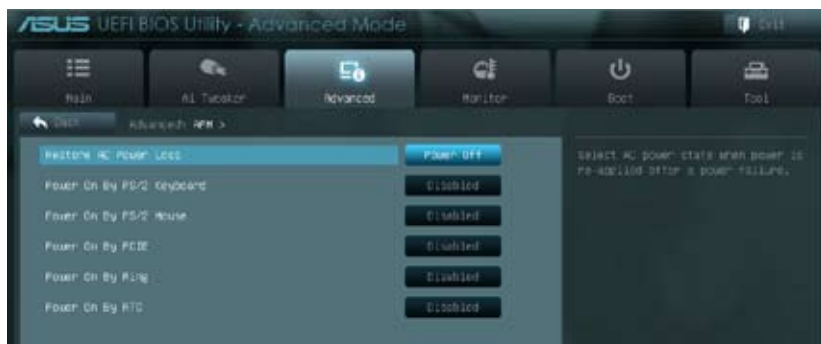 ASUS UEFI BIOS Utility - Advanced Mode
Exit
Main
Ai Tweaker
Advanced
Monitor
Boot
Tool
Back
Advanced\ APM >
Restore AC Power Loss
Power Off
Power On By PS/2 Keyboard
Disabled
Power On By PS/2 Mouse
Disabled
Power On By PCIE
Disabled
Power On By Ring
Disabled
Power On By RTC
Disabled
Select AC power state when power is
re-applied after a power failure.